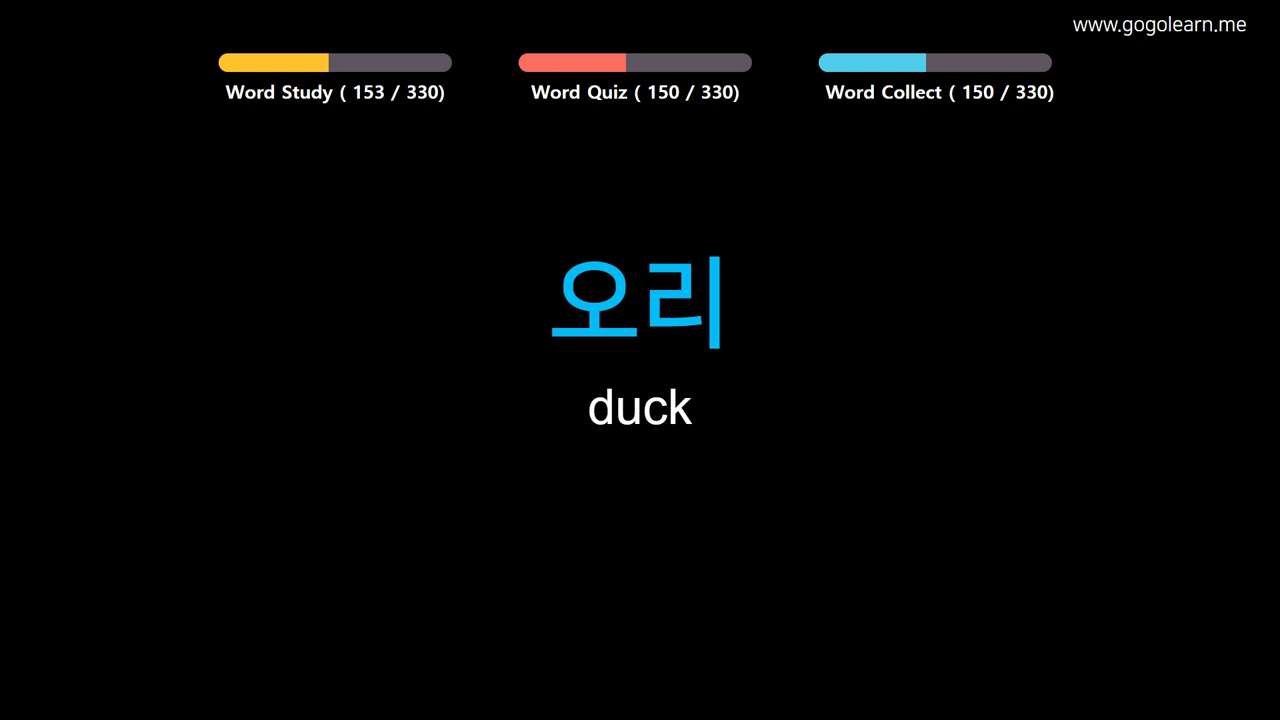 www.gogolearn.me
Word Study ( 153 / 330)
Word Quiz ( 150 / 330)
Word Collect ( 150 / 330)
오리
duck